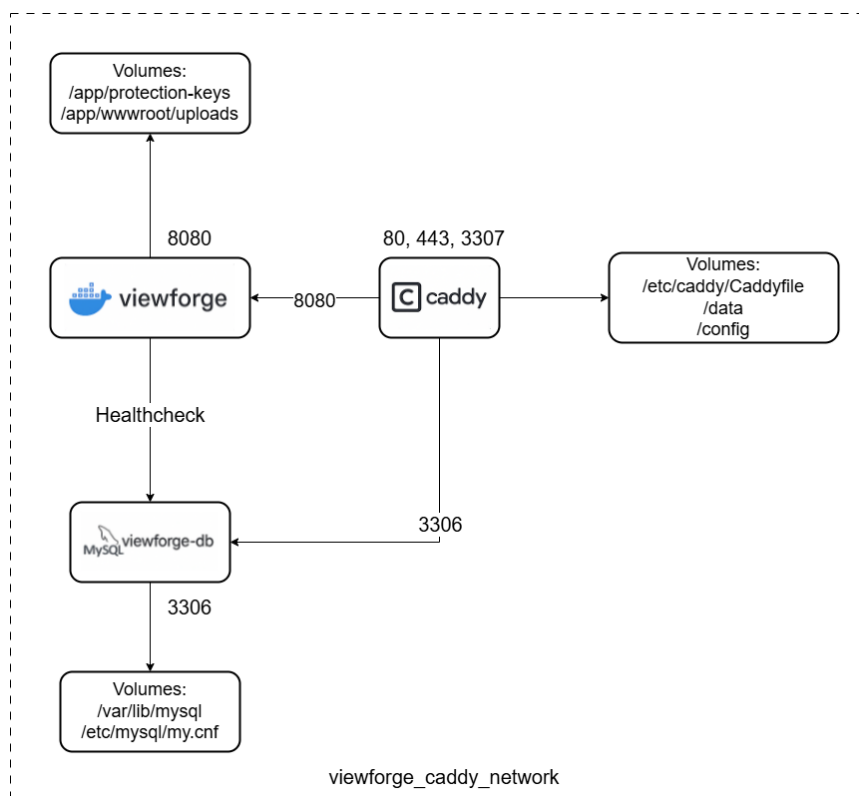 Volumes:
/app/protection-keys
/app/wwwroot/uploads
8080
80, 443, 3307
viewforge
8080
caddy
Volumes:
/etc/caddy/Caddyfile
/data
/config
Healthcheck
MySQL
viewforge-db
3306
3306
Volumes:
/var/lib/mysql
/etc/mysql/my.cnf
viewforge_caddy_network